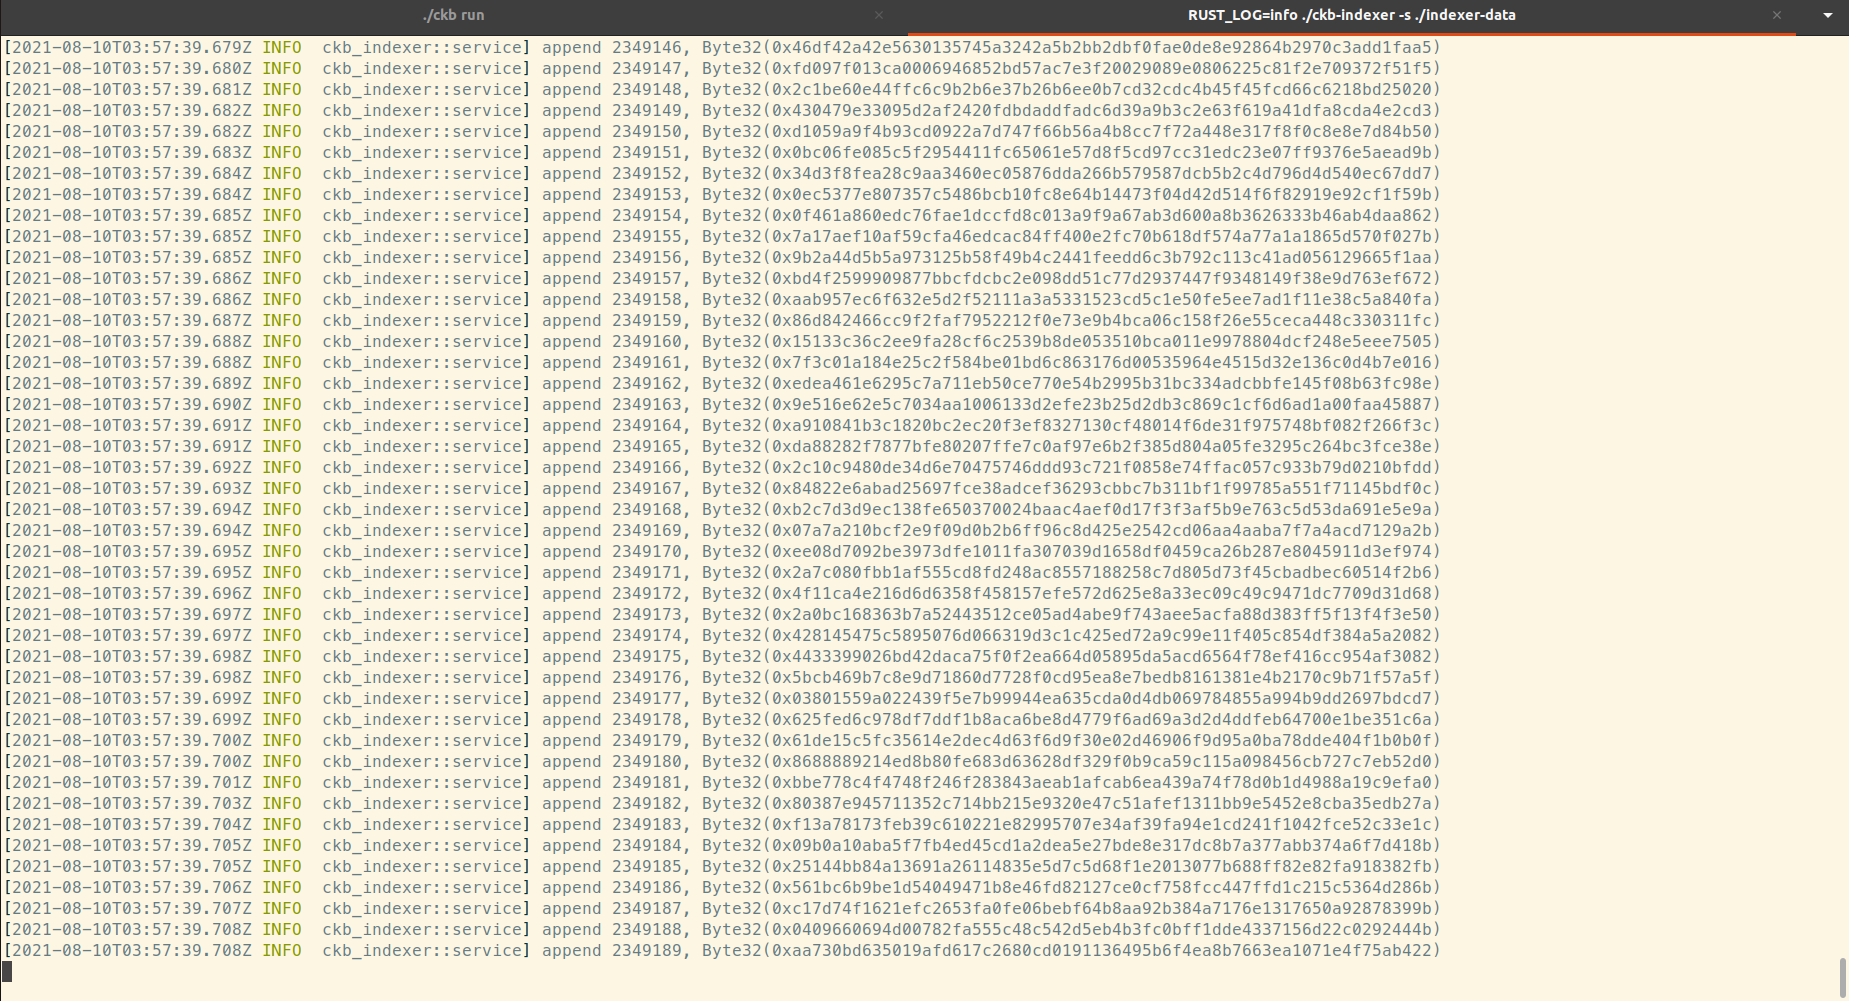 ./ckb run
RUST_LOG=info ./ckb-indexer -s ./indexer-data
[2021-08-10T03:57:39.679Z INFO  ckb_indexer::service] append 2349146, Byte32(0x46df42a42e5630135745a3242a5b2bb2dbf0fae0de8e92864b2970c3add1faa5)
[2021-08-10T03:57:39.680Z INFO  ckb_indexer::service] append 2349147, Byte32(0xfd097f013ca0006946852bd57ac7e3f20029089e0806225c81f2e709372f51f5)
[2021-08-10T03:57:39.681Z INFO  ckb_indexer::service] append 2349148, Byte32(0x2c1be60e44ffc6c9b2b6e37b26b6ee0b7cd32cdc4b45f45fcd66c6218bd25020)
[2021-08-10T03:57:39.682Z INFO  ckb_indexer::service] append 2349149, Byte32(0x430479e33095d2af2420fdbdaddfadc6d39a9b3c2e63f619a41dfa8cda4e2cd3)
[2021-08-10T03:57:39.682Z INFO  ckb_indexer::service] append 2349150, Byte32(0xd1059a9f4b93cd0922a7d747f66b56a4b8cc7f72a448e317f8f0c8e8e7d84b50)
[2021-08-10T03:57:39.683Z INFO  ckb_indexer::service] append 2349151, Byte32(0x0bc06fe085c5f2954411fc65061e57d8f5cd97cc31edc23e07ff9376e5aead9b)
[2021-08-10T03:57:39.684Z INFO  ckb_indexer::service] append 2349152, Byte32(0x34d3f8fea28c9aa3460ec05876dda266b579587dcb5b2c4d796d4d540ec67dd7)
[2021-08-10T03:57:39.684Z INFO  ckb_indexer::service] append 2349153, Byte32(0x0ec5377e807357c5486bcb10fc8e64b14473f04d42d514f6f82919e92cf1f59b)
[2021-08-10T03:57:39.685Z INFO  ckb_indexer::service] append 2349154, Byte32(0x0f461a860edc76fae1dccfd8c013a9f9a67ab3d600a8b3626333b46ab4daa862)
[2021-08-10T03:57:39.685Z INFO  ckb_indexer::service] append 2349155, Byte32(0x7a17aef10af59cfa46edcac84ff400e2fc70b618df574a77a1a1865d570f027b)
[2021-08-10T03:57:39.685Z INFO  ckb_indexer::service] append 2349156, Byte32(0x9b2a44d5b5a973125b58f49b4c2441feedd6c3b792c113c41ad056129665f1aa)
[2021-08-10T03:57:39.686Z INFO  ckb_indexer::service] append 2349157, Byte32(0xbd4f2599909877bbcfdcbc2e098dd51c77d2937447f9348149f38e9d763ef672)
[2021-08-10T03:57:39.686Z INFO  ckb_indexer::service] append 2349158, Byte32(0xaab957ec6f632e5d2f52111a3a5331523cd5c1e50fe5ee7ad1f11e38c5a840fa)
[2021-08-10T03:57:39.687Z INFO  ckb_indexer::service] append 2349159, Byte32(0x86d842466cc9f2faf7952212f0e73e9b4bca06c158f26e55ceca448c330311fc)
[2021-08-10T03:57:39.688Z INFO  ckb_indexer::service] append 2349160, Byte32(0x15133c36c2ee9fa28cf6c2539b8de053510bca011e9978804dcf248e5eee7505)
[2021-08-10T03:57:39.688Z INFO  ckb_indexer::service] append 2349161, Byte32(0x7f3c01a184e25c2f584be01bd6c863176d00535964e4515d32e136c0d4b7e016)
[2021-08-10T03:57:39.689Z INFO  ckb_indexer::service] append 2349162, Byte32(0xedea461e6295c7a711eb50ce770e54b2995b31bc334adcbbfe145f08b63fc98e)
[2021-08-10T03:57:39.690Z INFO  ckb_indexer::service] append 2349163, Byte32(0x9e516e62e5c7034aa1006133d2efe23b25d2db3c869c1cf6d6ad1a00faa45887)
[2021-08-10T03:57:39.691Z INFO  ckb_indexer::service] append 2349164, Byte32(0xa910841b3c1820bc2ec20f3ef8327130cf48014f6de31f975748bf082f266f3c)
[2021-08-10T03:57:39.691Z INFO  ckb_indexer::service] append 2349165, Byte32(0xda88282f7877bfe80207ffe7c0af97e6b2f385d804a05fe3295c264bc3fce38e)
[2021-08-10T03:57:39.692Z INFO  ckb_indexer::service] append 2349166, Byte32(0x2c10c9480de34d6e70475746ddd93c721f0858e74ffac057c933b79d0210bfdd)
[2021-08-10T03:57:39.693Z INFO  ckb_indexer::service] append 2349167, Byte32(0x84822e6abad25697fce38adcef36293cbbc7b311bf1f99785a551f71145bdf0c)
[2021-08-10T03:57:39.694Z INFO  ckb_indexer::service] append 2349168, Byte32(0xb2c7d3d9ec138fe650370024baac4aef0d17f3f3af5b9e763c5d53da691e5e9a)
[2021-08-10T03:57:39.694Z INFO  ckb_indexer::service] append 2349169, Byte32(0x07a7a210bcf2e9f09d0b2b6ff96c8d425e2542cd06aa4aaba7f7a4acd7129a2b)
[2021-08-10T03:57:39.695Z INFO  ckb_indexer::service] append 2349170, Byte32(0xee08d7092be3973dfe1011fa307039d1658df0459ca26b287e8045911d3ef974)
[2021-08-10T03:57:39.695Z INFO  ckb_indexer::service] append 2349171, Byte32(0x2a7c080fbb1af555cd8fd248ac8557188258c7d805d73f45cbadbec60514f2b6)
[2021-08-10T03:57:39.696Z INFO  ckb_indexer::service] append 2349172, Byte32(0x4f11ca4e216d6d6358f458157efe572d625e8a33ec09c49c9471dc7709d31d68)
[2021-08-10T03:57:39.697Z INFO  ckb_indexer::service] append 2349173, Byte32(0x2a0bc168363b7a52443512ce05ad4abe9f743aee5acfa88d383ff5f13f4f3e50)
[2021-08-10T03:57:39.697Z INFO  ckb_indexer::service] append 2349174, Byte32(0x428145475c5895076d066319d3c1c425ed72a9c99e11f405c854df384a5a2082)
[2021-08-10T03:57:39.698Z INFO  ckb_indexer::service] append 2349175, Byte32(0x4433399026bd42daca75f0f2ea664d05895da5acd6564f78ef416cc954af3082)
[2021-08-10T03:57:39.698Z INFO  ckb_indexer::service] append 2349176, Byte32(0x5bcb469b7c8e9d71860d7728f0cd95ea8e7bedb8161381e4b2170c9b71f57a5f)
[2021-08-10T03:57:39.699Z INFO  ckb_indexer::service] append 2349177, Byte32(0x03801559a022439f5e7b99944ea635cda0d4db069784855a994b9dd2697bdcd7)
[2021-08-10T03:57:39.699Z INFO  ckb_indexer::service] append 2349178, Byte32(0x625fed6c978df7ddf1b8aca6be8d4779f6ad69a3d2d4ddfeb64700e1be351c6a)
[2021-08-10T03:57:39.700Z INFO  ckb_indexer::service] append 2349179, Byte32(0x61de15c5fc35614e2dec4d63f6d9f30e02d46906f9d95a0ba78dde404f1b0b0f)
[2021-08-10T03:57:39.700Z INFO  ckb_indexer::service] append 2349180, Byte32(0x8688889214ed8b80fe683d63628df329f0b9ca59c115a098456cb727c7eb52d0)
[2021-08-10T03:57:39.701Z INFO  ckb_indexer::service] append 2349181, Byte32(0xbbe778c4f4748f246f283843aeab1afcab6ea439a74f78d0b1d4988a19c9efa0)
[2021-08-10T03:57:39.703Z INFO  ckb_indexer::service] append 2349182, Byte32(0x80387e945711352c714bb215e9320e47c51afef1311bb9e5452e8cba35edb27a)
[2021-08-10T03:57:39.704Z INFO  ckb_indexer::service] append 2349183, Byte32(0xf13a78173feb39c610221e82995707e34af39fa94e1cd241f1042fce52c33e1c)
[2021-08-10T03:57:39.705Z INFO  ckb_indexer::service] append 2349184, Byte32(0x09b0a10aba5f7fb4ed45cd1a2dea5e27bde8e317dc8b7a377abb374a6f7d418b)
[2021-08-10T03:57:39.705Z INFO  ckb_indexer::service] append 2349185, Byte32(0x25144bb84a13691a26114835e5d7c5d68f1e2013077b688ff82e82fa918382fb)
[2021-08-10T03:57:39.706Z INFO  ckb_indexer::service] append 2349186, Byte32(0x561bc6b9be1d54049471b8e46fd82127ce0cf758fcc447ffd1c215c5364d286b)
[2021-08-10T03:57:39.707Z INFO  ckb_indexer::service] append 2349187, Byte32(0xc17d74f1621efc2653fa0fe06bebf64b8aa92b384a7176e1317650a92878399b)
[2021-08-10T03:57:39.708Z INFO  ckb_indexer::service] append 2349188, Byte32(0x0409660694d00782fa555c48c542d5eb4b3fc0bff1dde4337156d22c0292444b)
[2021-08-10T03:57:39.708Z INFO  ckb_indexer::service] append 2349189, Byte32(0xaa730bd635019afd617c2680cd0191136495b6f4ea8b7663ea1071e4f75ab422)